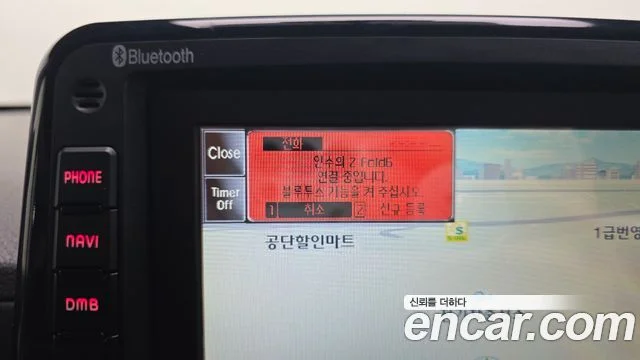 Bluetooth
Close
전화
인수의 Z Fold5
연결 중입니다.
블루투스 기능을 켜 주십시오
Timer
Off
1 취소 2 신규 등록
PHONE
NAVI
DMB
공단할인마트
S
1급번영
신뢰를 더하다
encar.com